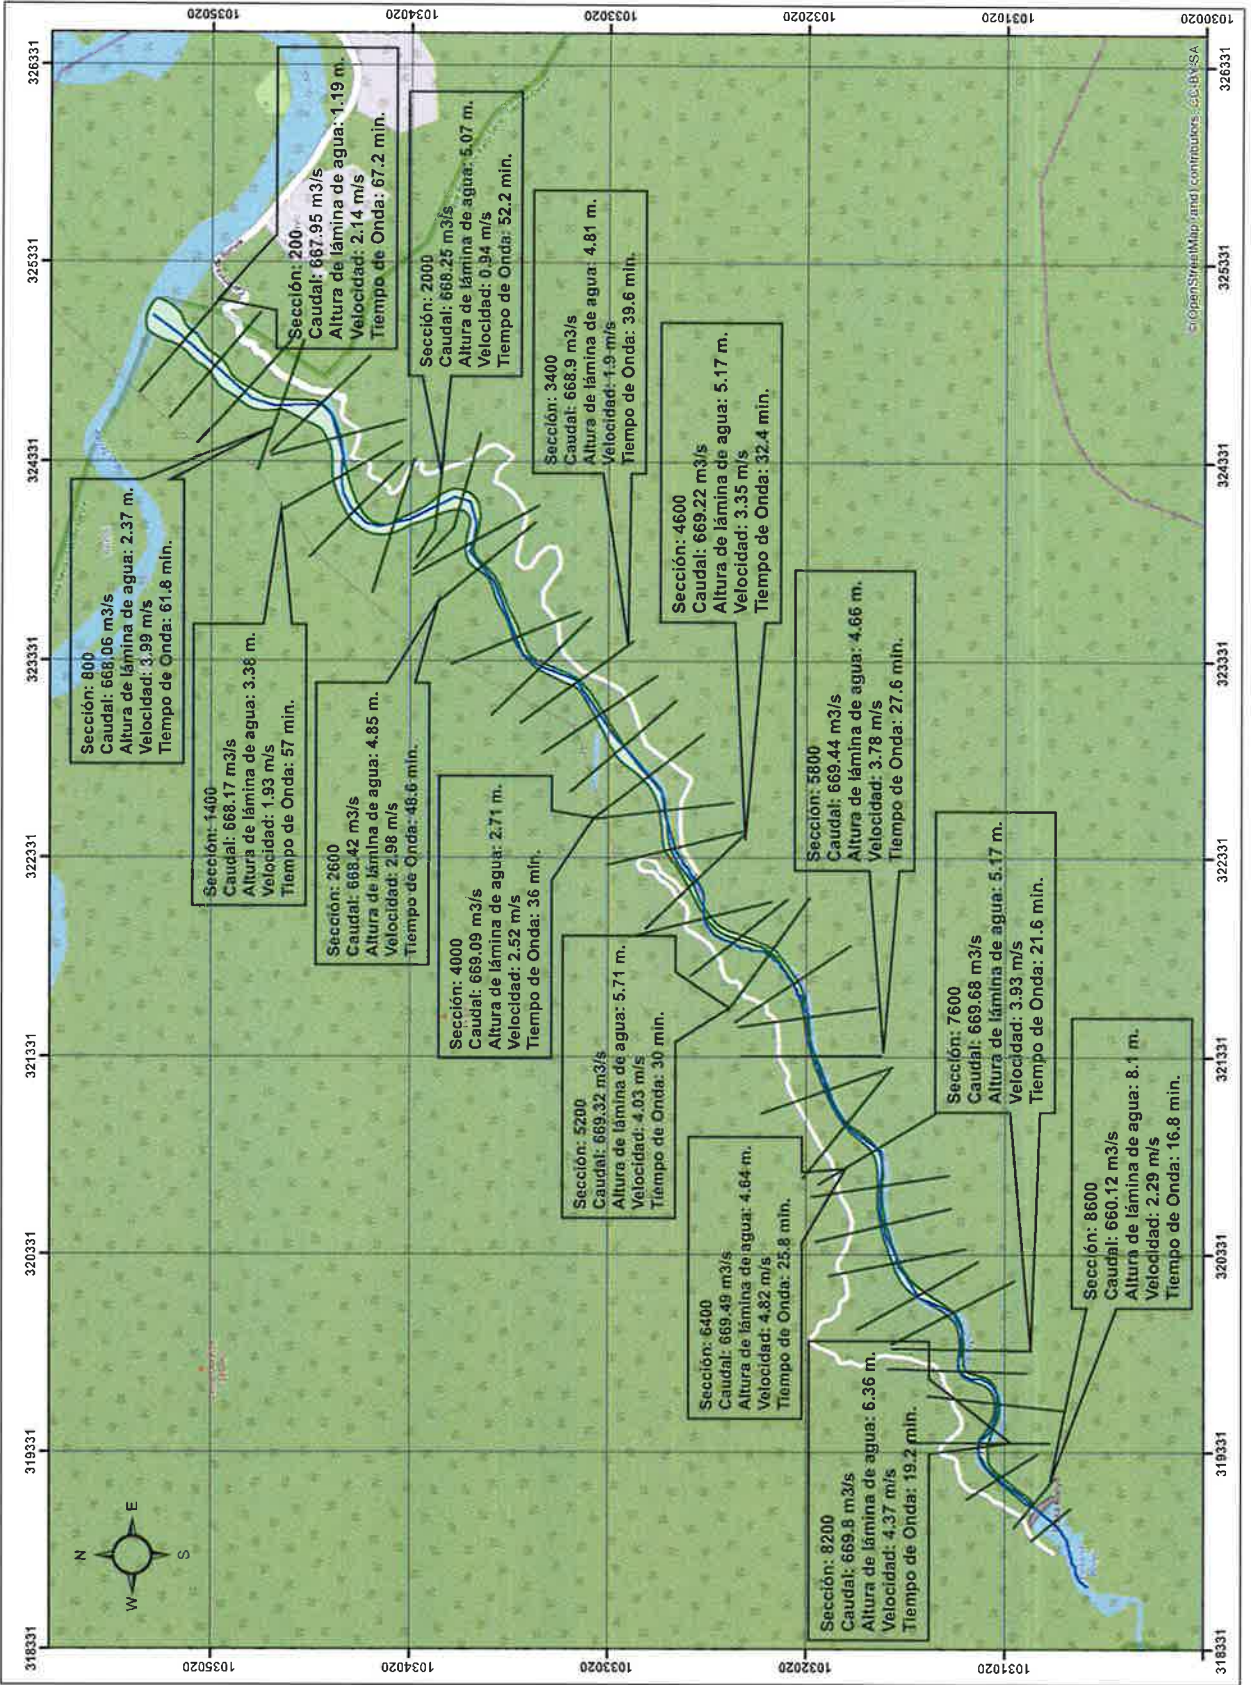 318331 319331 320331 321331 322331 323331 324331 325331 326331
1035020
1034020
1033020
1032020
1031020
1035020
1034020
1033020
1032020
1031020
1030020
N
W E
S
Sección: 800
Caudal: 668.06 m3/s
Altura de lámina de agua: 2.37 m.
Velocidad: 3.99 m/s
Tiempo de Onda: 61.8 min.
Sección: 200
Caudal: 667.95 m3/s
Altura de lámina de agua: 1.19 m.
Velocidad: 2.14 m/s
Tiempo de Onda: 67.2 min.
Sección: 1400
Caudal: 668.17 m3/s
Altura de lámina de agua: 3.38 m.
Velocidad: 1.93 m/s
Tiempo de Onda: 57 min.
Sección: 2000
Caudal: 668.25 m3/s
Altura de lámina de agua: 5.07 m.
Velocidad: 0.94 m/s
Tiempo de Onda: 52.2 min.
Sección: 2600
Caudal: 668.42 m3/s
Altura de lámina de agua: 4.85 m.
Velocidad: 2.98 m/s
Tiempo de Onda: 48.6 min.
Sección: 3400
Caudal: 668.9 m3/s
Altura de lámina de agua: 4.81 m.
Velocidad: 1.9 m/s
Tiempo de Onda: 39.6 min.
Sección: 4000
Caudal: 669.09 m3/s
Altura de lámina de agua: 2.71 m.
Velocidad: 2.52 m/s
Tiempo de Onda: 36 min.
Sección: 4600
Caudal: 669.22 m3/s
Altura de lámina de agua: 5.17 m.
Velocidad: 3.35 m/s
Tiempo de Onda: 32.4 min.
Sección: 5200
Caudal: 669.32 m3/s
Altura de lámina de agua: 5.71 m.
Velocidad: 4.03 m/s
Tiempo de Onda: 30 min.
Sección: 5800
Caudal: 669.44 m3/s
Altura de lámina de agua: 4.66 m.
Velocidad: 3.78 m/s
Tiempo de Onda: 27.6 min.
Sección: 6400
Caudal: 669.49 m3/s
Altura de lámina de agua: 4.64 m.
Velocidad: 4.82 m/s
Tiempo de Onda: 25.8 min.
Sección: 7600
Caudal: 669.68 m3/s
Altura de lámina de agua: 5.17 m.
Velocidad: 3.93 m/s
Tiempo de Onda: 21.6 min.
Sección: 8200
Caudal: 669.8 m3/s
Altura de lámina de agua: 6.36 m.
Velocidad: 4.37 m/s
Tiempo de Onda: 19.2 min.
Sección: 8600
Caudal: 660.12 m3/s
Altura de lámina de agua: 8.1 m.
Velocidad: 2.29 m/s
Tiempo de Onda: 16.8 min.
© OpenStreetMap (and) contributors, CC-BY-SA
318331 319331 320331 321331 322331 323331 324331 325331 326331